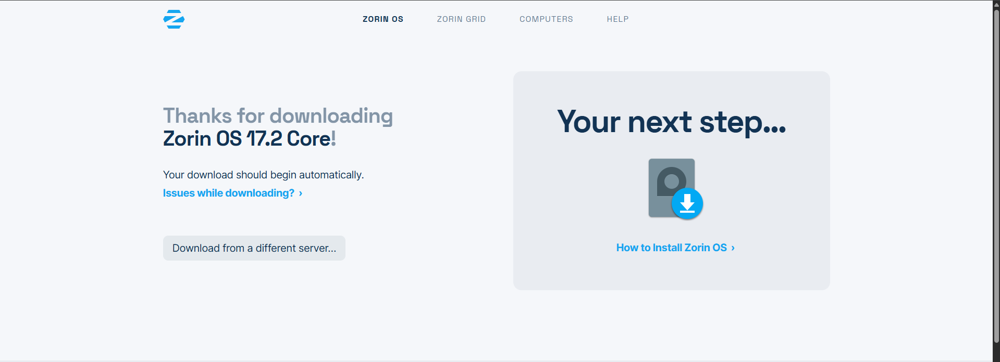 ZORIN OS
ZORIN GRID
COMPUTERS
HELP
Thanks for downloading
Zorin OS 17.2 Core!
Your download should begin automatically.
Issues while downloading? ›
Download from a different server...
Your next step...
How to Install Zorin OS ›